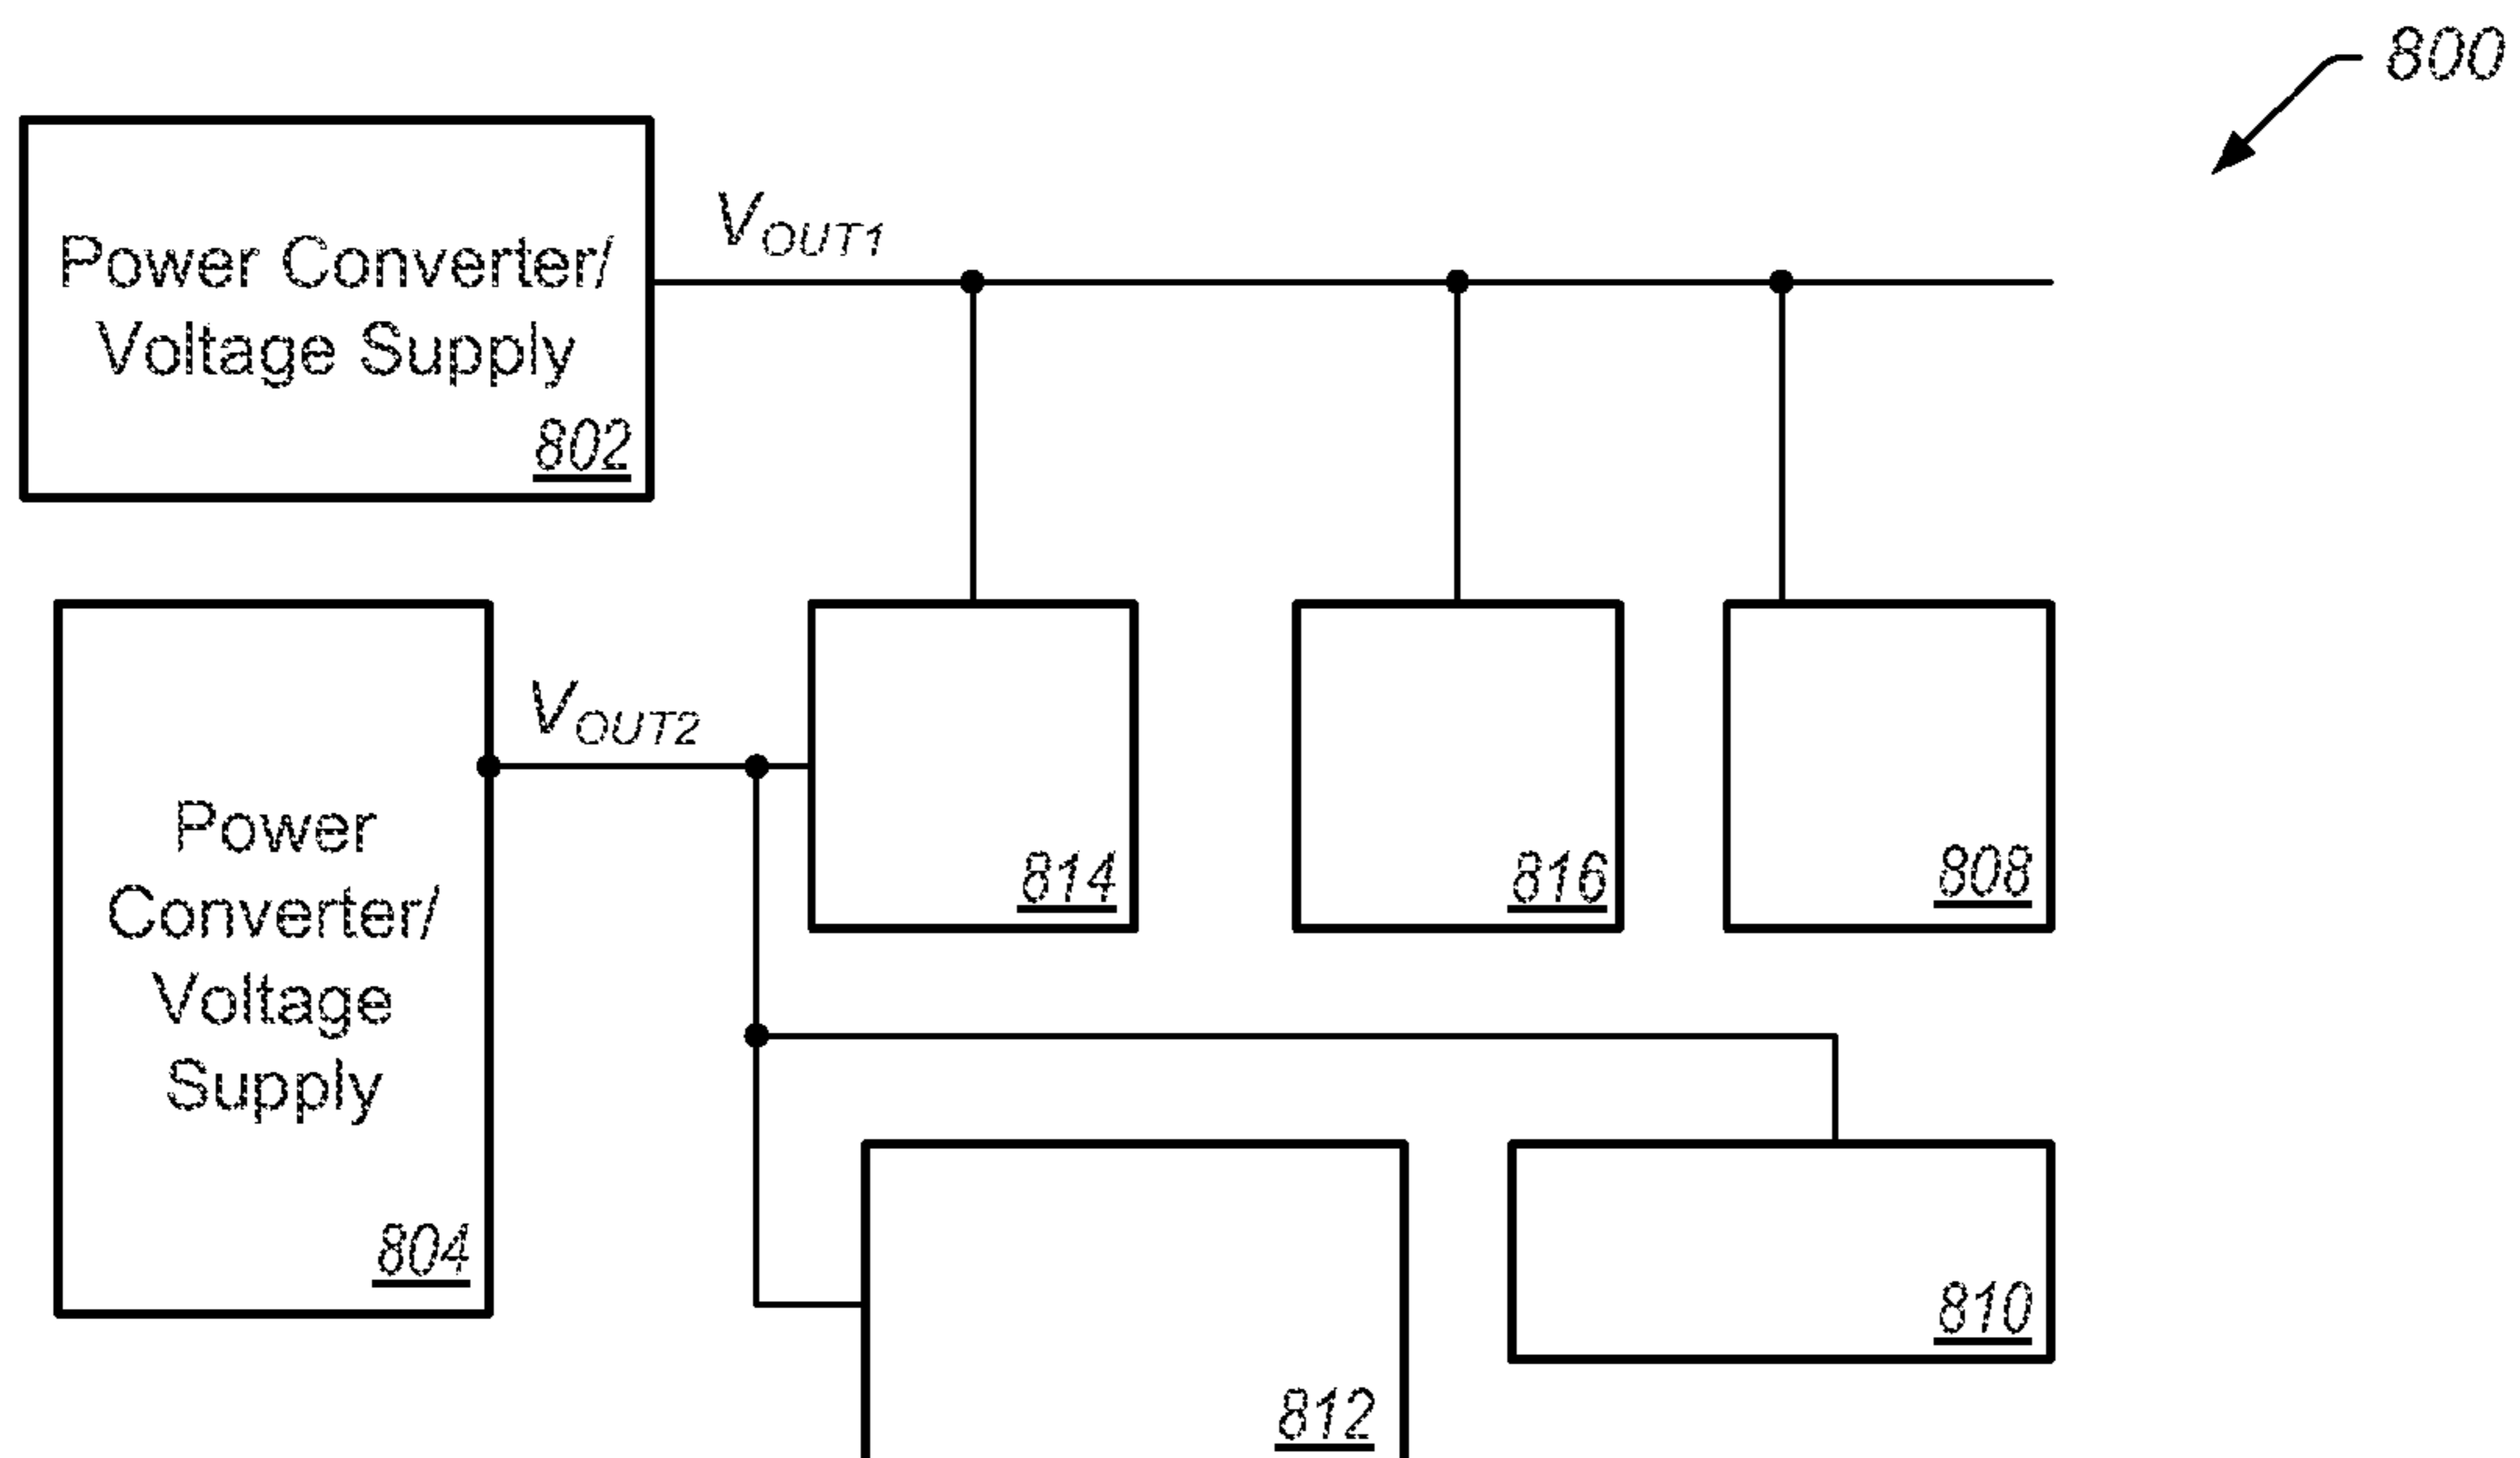 800
Power Converter/
Voltage Supply
802
VOUT1
Power
Converter/
Voltage
Supply
804
VOUT2
814
816
808
810
812